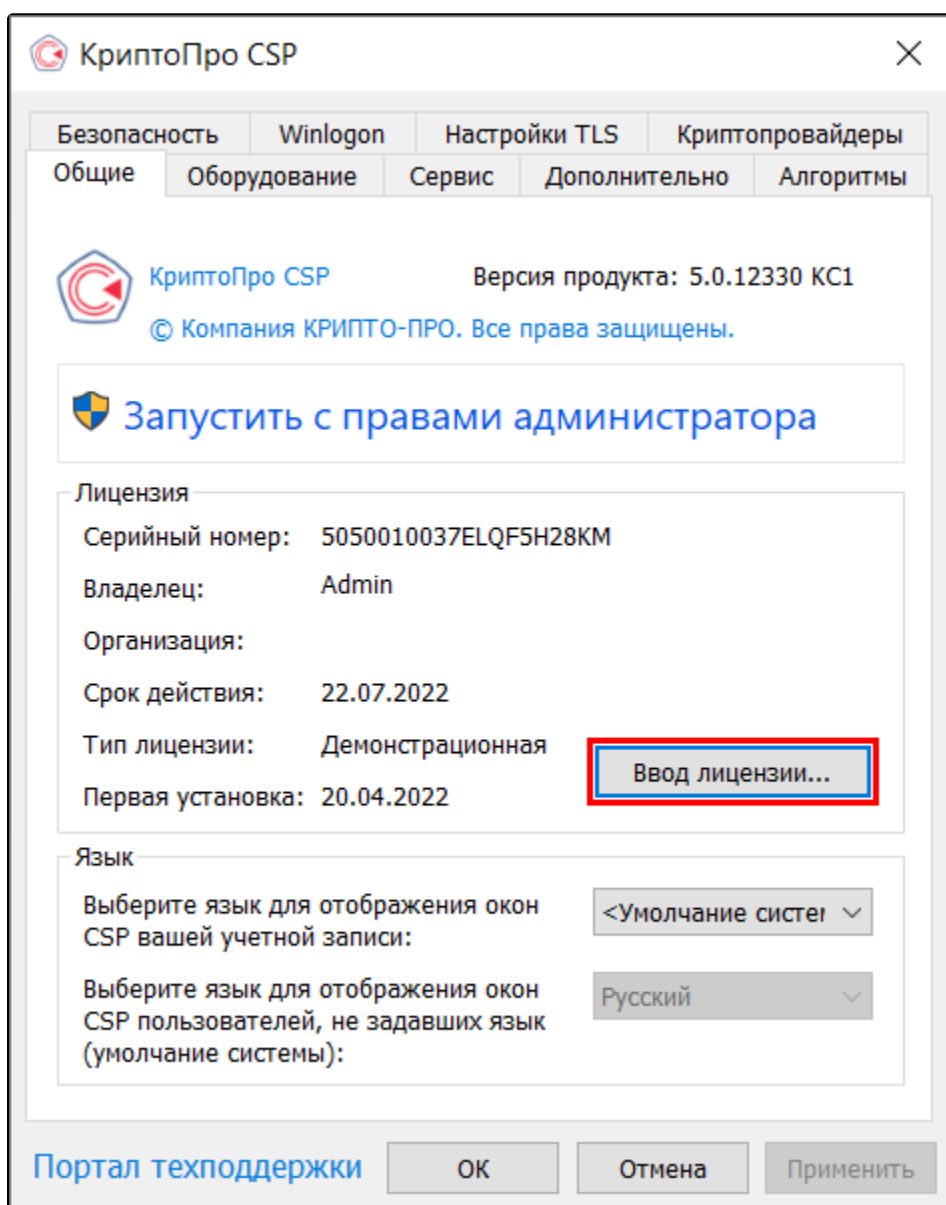 КриптоПро CSP
Безопасность Winlogon Настройки TLS Криптопровайдеры
Общие Оборудование Сервис Дополнительно Алгоритмы
КриптоПро CSP Версия продукта: 5.0.12330 КС1
© Компания КРИПТО-ПРО. Все права защищены.
Запустить с правами администратора
Лицензия
Серийный номер: 5050010037ELQF5H28KM
Владелец: Admin
Организация:
Срок действия: 22.07.2022
Тип лицензии: Демонстрационная
Ввод лицензии...
Первая установка: 20.04.2022
Язык
Выберите язык для отображения окон
CSP вашей учетной записи:
<Умолчание систег
Выберите язык для отображения окон
CSP пользователей, не задавших язык
(умолчание системы):
Русский
Портал техподдержки ОК Отмена Применить